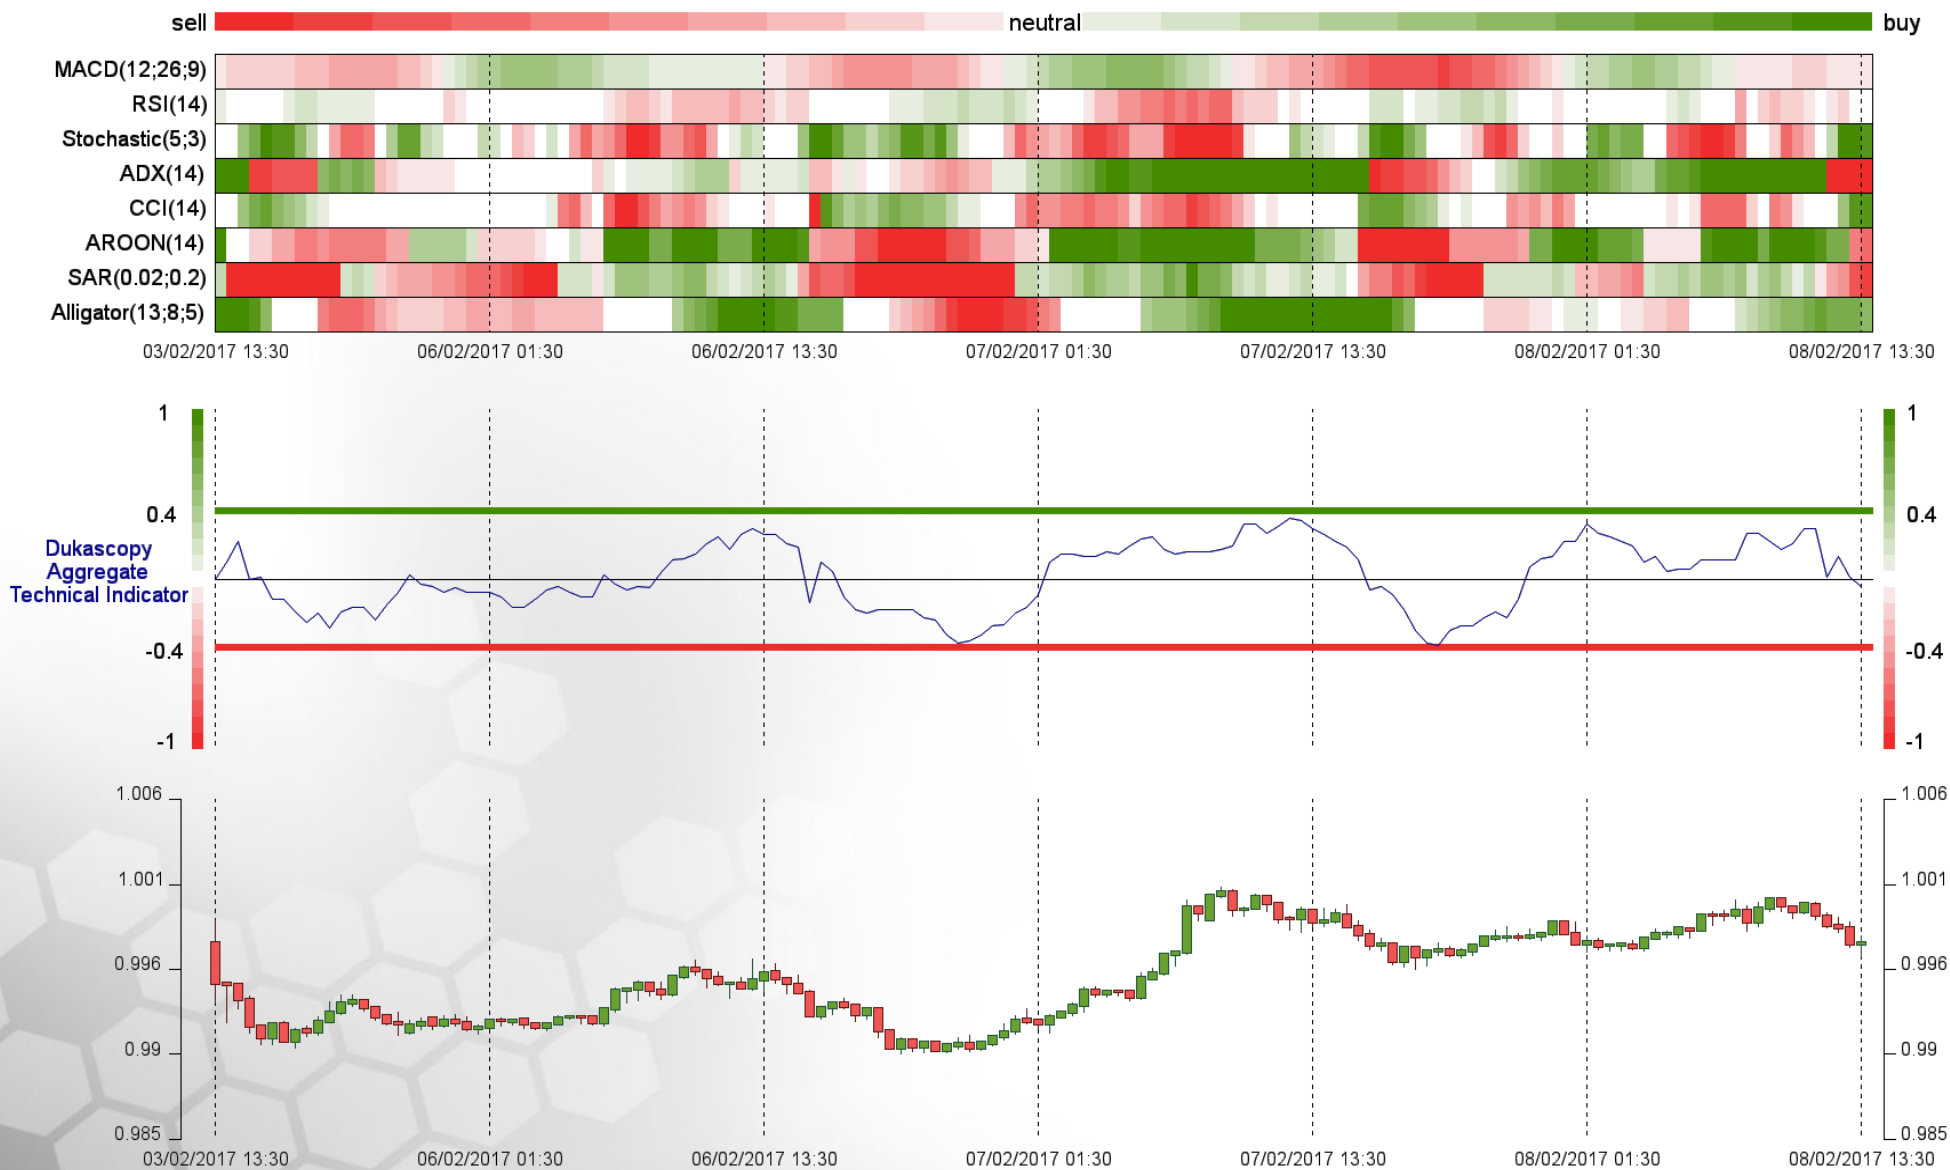 sell neutral buy
MACD(12;26;9)
RSI(14)
Stochastic(5;3)
ADX(14)
CCI(14)
AROON(14)
SAR(0.02;0.2)
Alligator(13;8;5)
03/02/2017 13:30 06/02/2017 01:30 06/02/2017 13:30 07/02/2017 01:30 07/02/2017 13:30 08/02/2017 01:30 08/02/2017 13:30
1 1
0.4 0.4
Dukascopy
Aggregate
Technical Indicator
-0.4 -0.4
-1 -1
1.006 1.006
1.001 1.001
0.996 0.996
0.99 0.99
0.985 0.985
03/02/2017 13:30 06/02/2017 01:30 06/02/2017 13:30 07/02/2017 01:30 07/02/2017 13:30 08/02/2017 01:30 08/02/2017 13:30